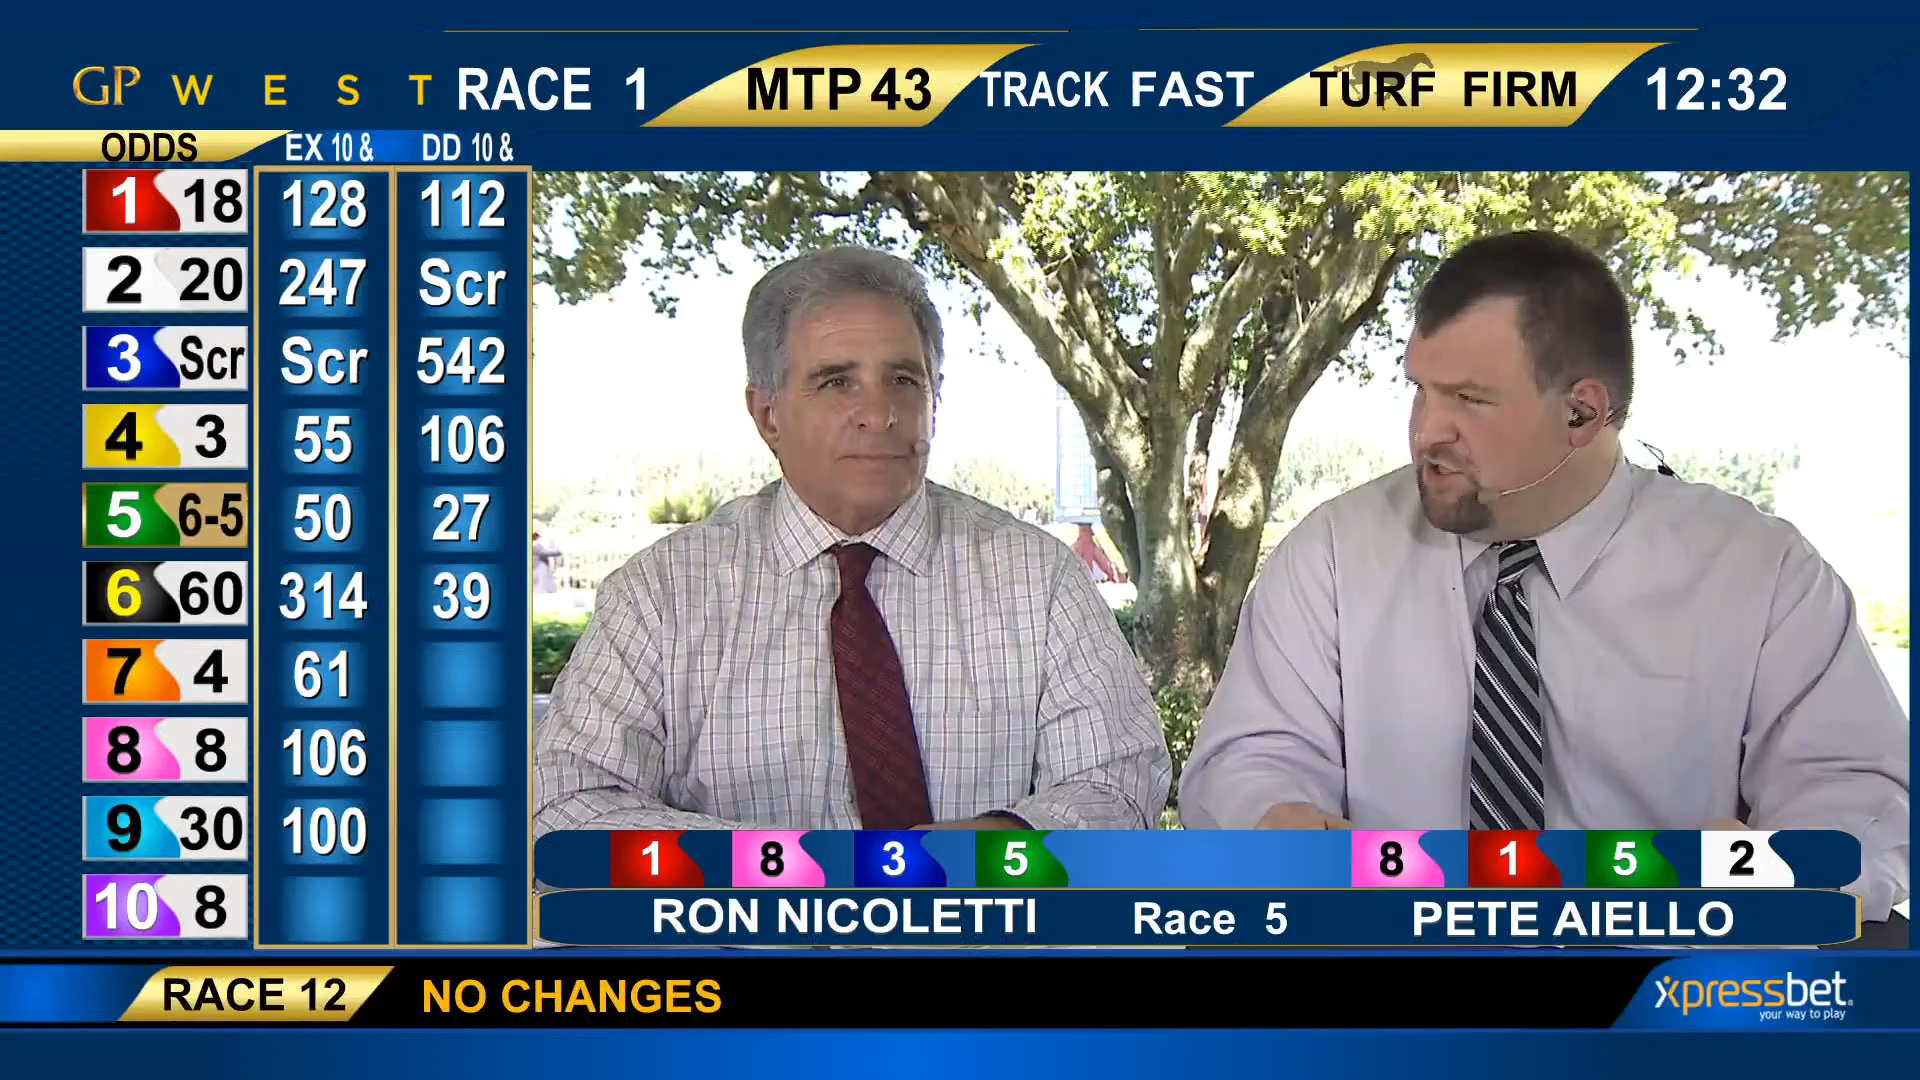 GP WEST RACE 1 MTP 43 TRACK FAST TURF FIRM 12:32
ODDS EX 10 & DD 10 &
1 18 128 112
2 20 247 Scr
3 Scr Scr 542
4 3 55 106
5 6-5 50 27
6 60 314 39
7 4 61
8 8 106
9 30 100
10 8
1 8 3 5 8 1 5 2
RON NICOLETTI Race 5 PETE AIELLO
RACE 12 NO CHANGES xpressbet.
your way to play